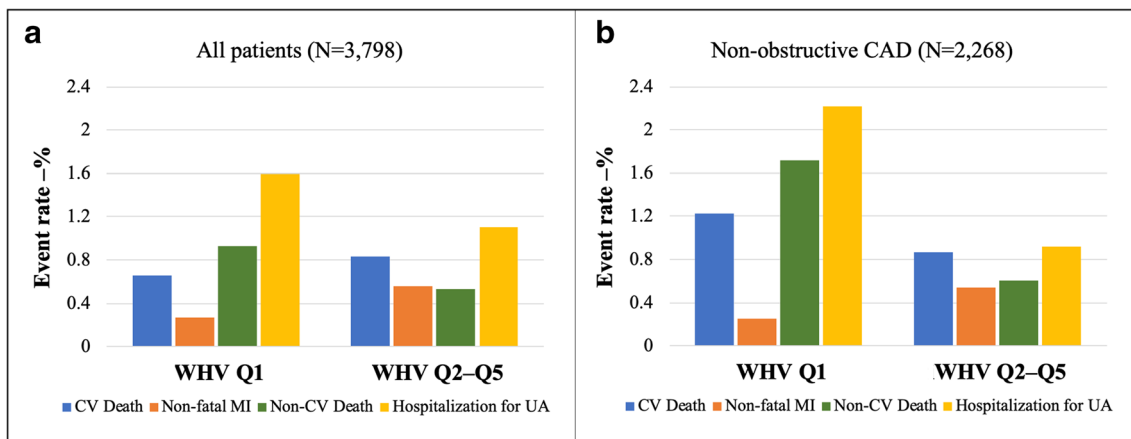 a
All patients (N=3,798)
Event rate –%
2.4
2
1.6
1.2
0.8
0.4
0
WHV Q1
WHV Q2–Q5
CV Death
Non-fatal MI
Non-CV Death
Hospitalization for UA
b
Non-obstructive CAD (N=2,268)
Event rate –%
2.4
2
1.6
1.2
0.8
0.4
0
WHV Q1
WHV Q2–Q5
CV Death
Non-fatal MI
Non-CV Death
Hospitalization for UA